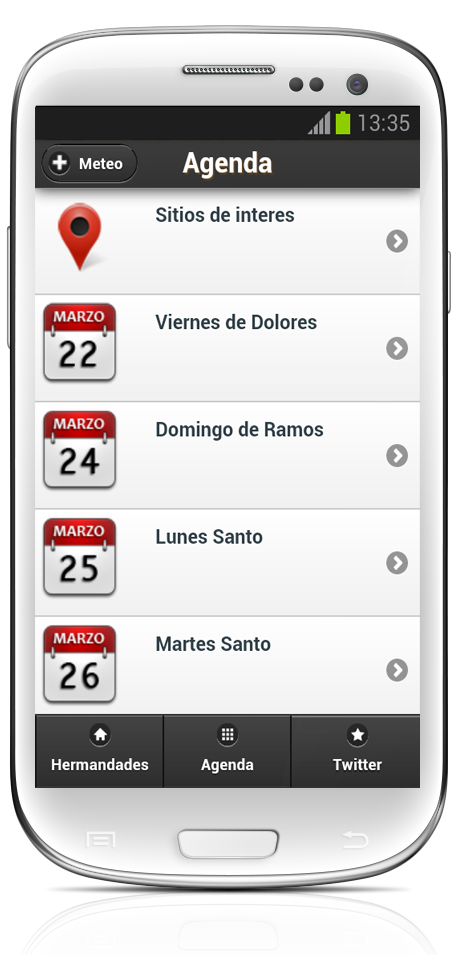 13:35
Meteo
Agenda
Sitios de interes
MARZO
22
Viernes de Dolores
MARZO
24
Domingo de Ramos
MARZO
25
Lunes Santo
MARZO
26
Martes Santo
Hermandades
Agenda
Twitter